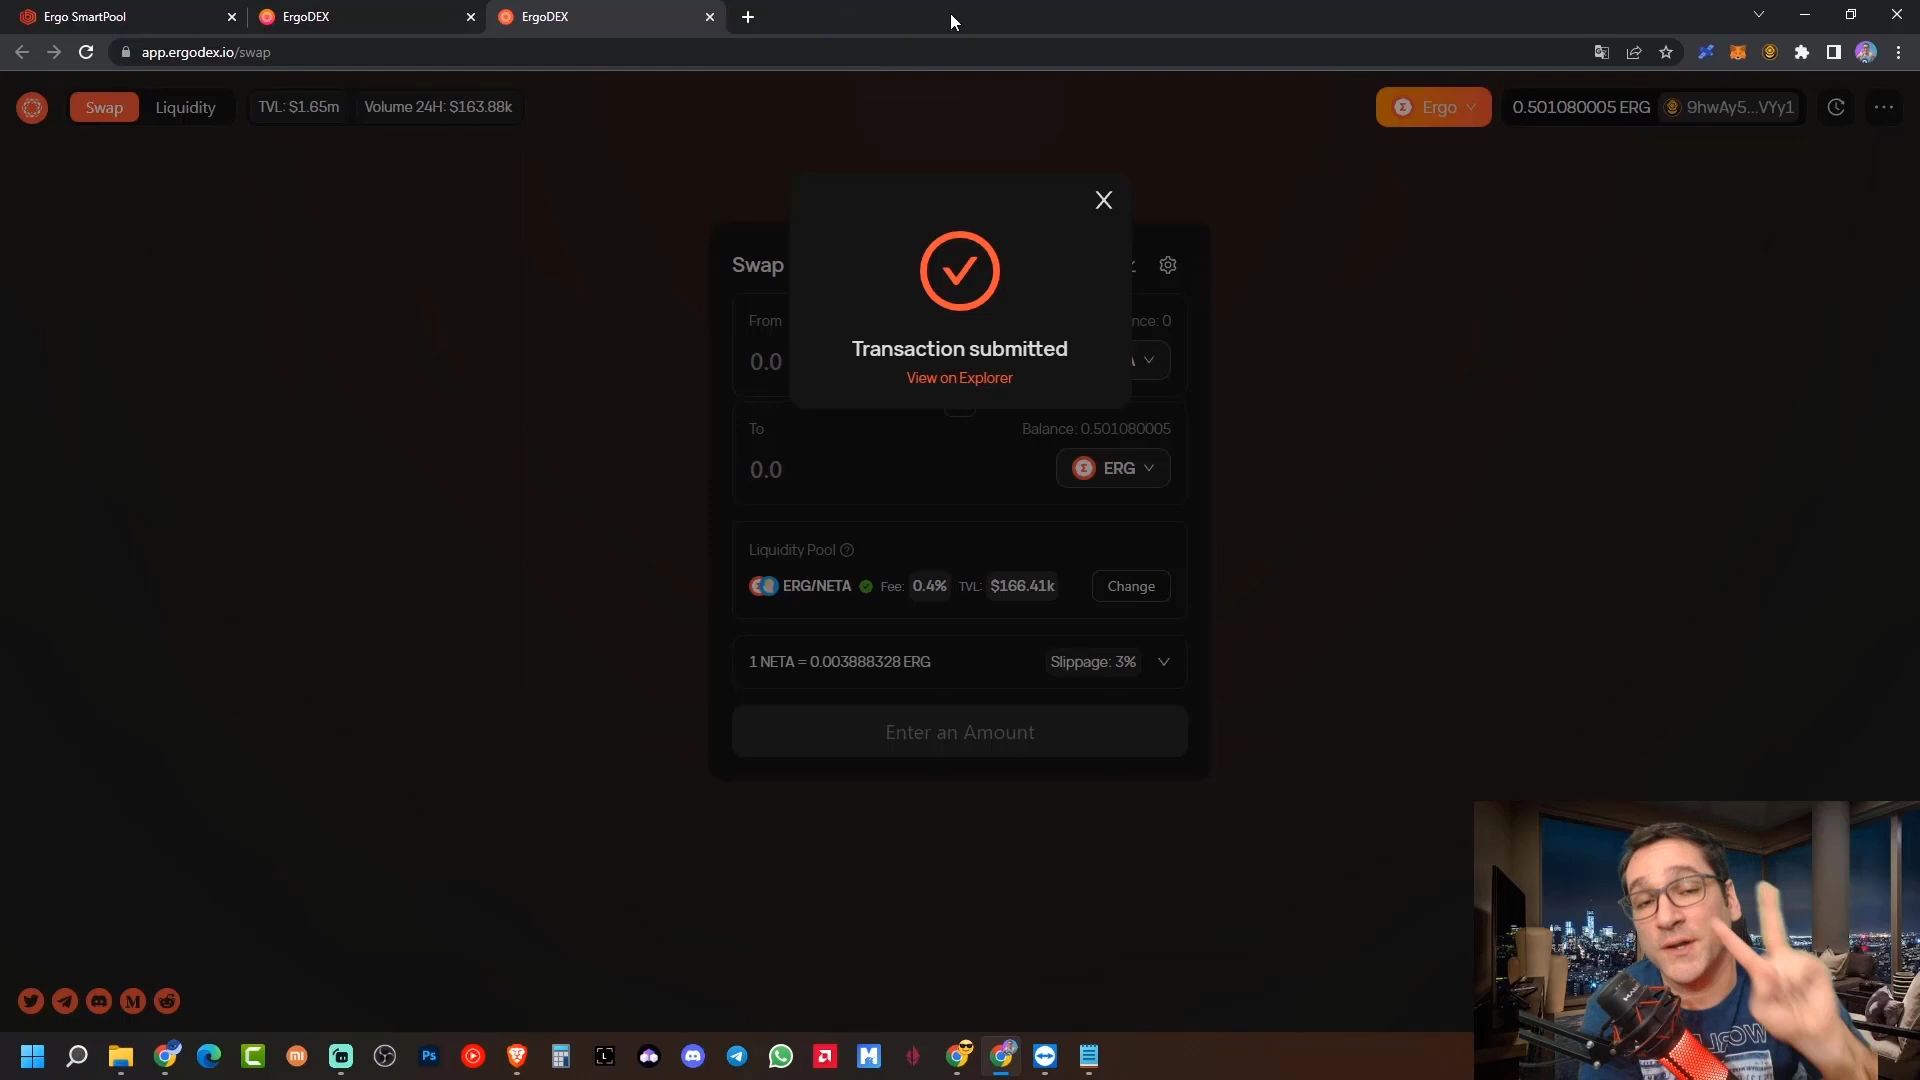 Ergo SmartPool
ErgoDEX
ErgoDEX
app.ergodex.io/swap
Swap
Liquidity
TVL: $1.65m
Volume 24H: $163.88k
Ergo
0.501080005 ERG
9hwAy5...VYy1
Swap
From
nce: 0
0.0
Transaction submitted
View on Explorer
To
Balance: 0.501080005
0.0
ERG
Liquidity Pool
ERG/NETA
Fee: 0.4%
TVL: $166.41k
Change
1 NETA = 0.003888328 ERG
Slippage: 3%
Enter an Amount
Ps